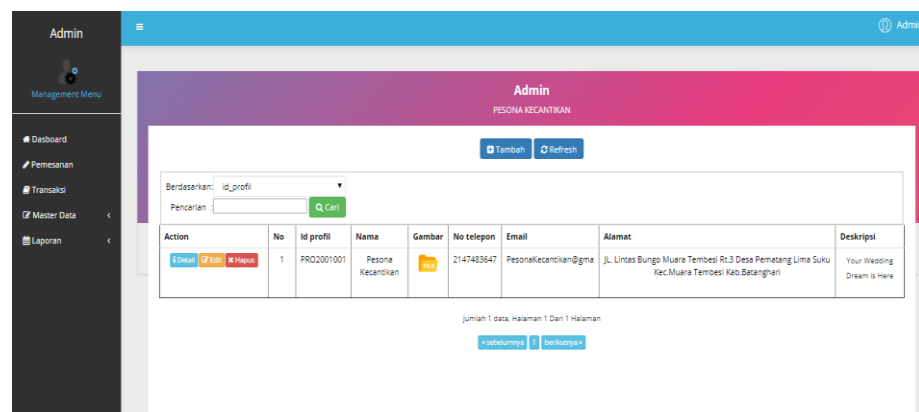 Admin
Management Menu
Dasboard
Pemesanan
Transaksi
Master Data
Laporan
Admi
Admin
PESONA KECANTIKAN
Tambah Refresh
Berdasarkan: id_profil
Pencarian : Cari
Action No Id profil Nama Gambar No telepon Email Alamat Deskripsi
Detail Edit Hapus 1 PRO2001001 Pesona Kecantikan 2147483647 PesonaKecantikan@gma JL. Lintas Bungo Muara Tembesi Rt.3 Desa Pematang Lima Suku Your Wedding
Kec.Muara Tembesi Kab.Batanghari Dream Is Here
Jumlah 1 data, Halaman 1 Dari 1 Halaman
« sebelumnya 1 berikutnya »